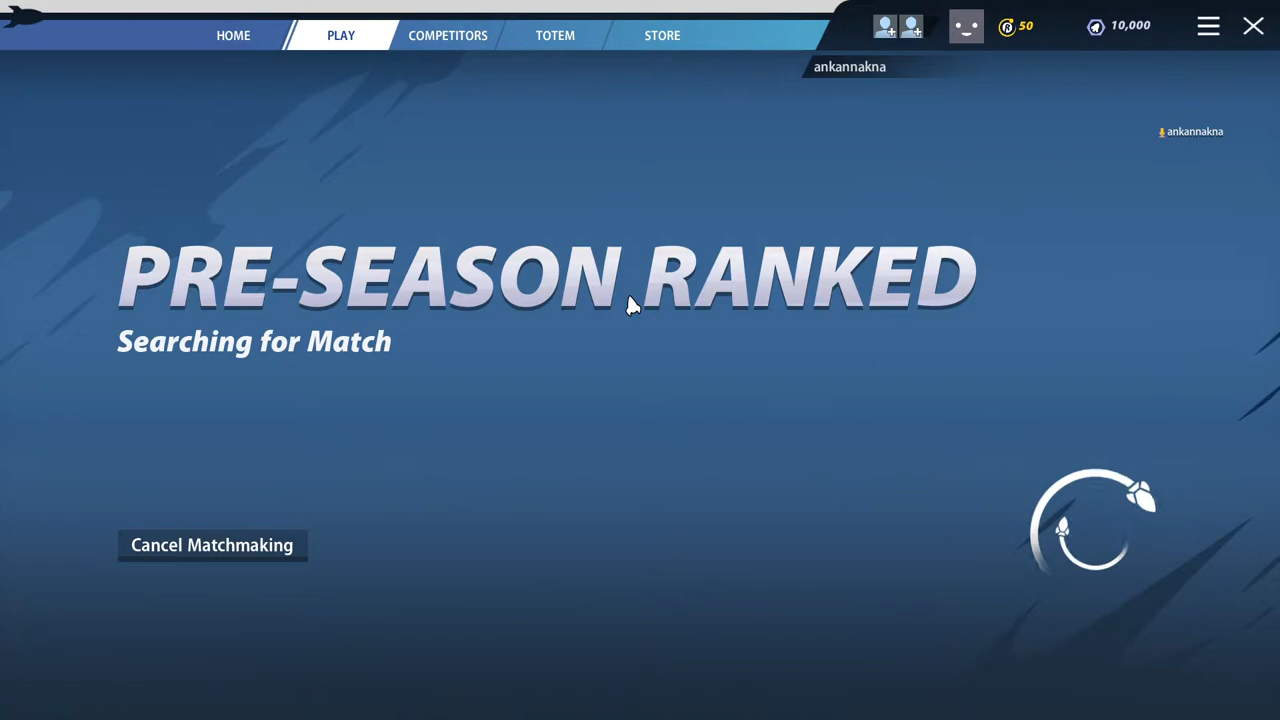 HOME PLAY COMPETITORS TOTEM STORE 50 10,000
ankannakna
ankannakna
PRE-SEASON RANKED
Searching for Match
Cancel Matchmaking